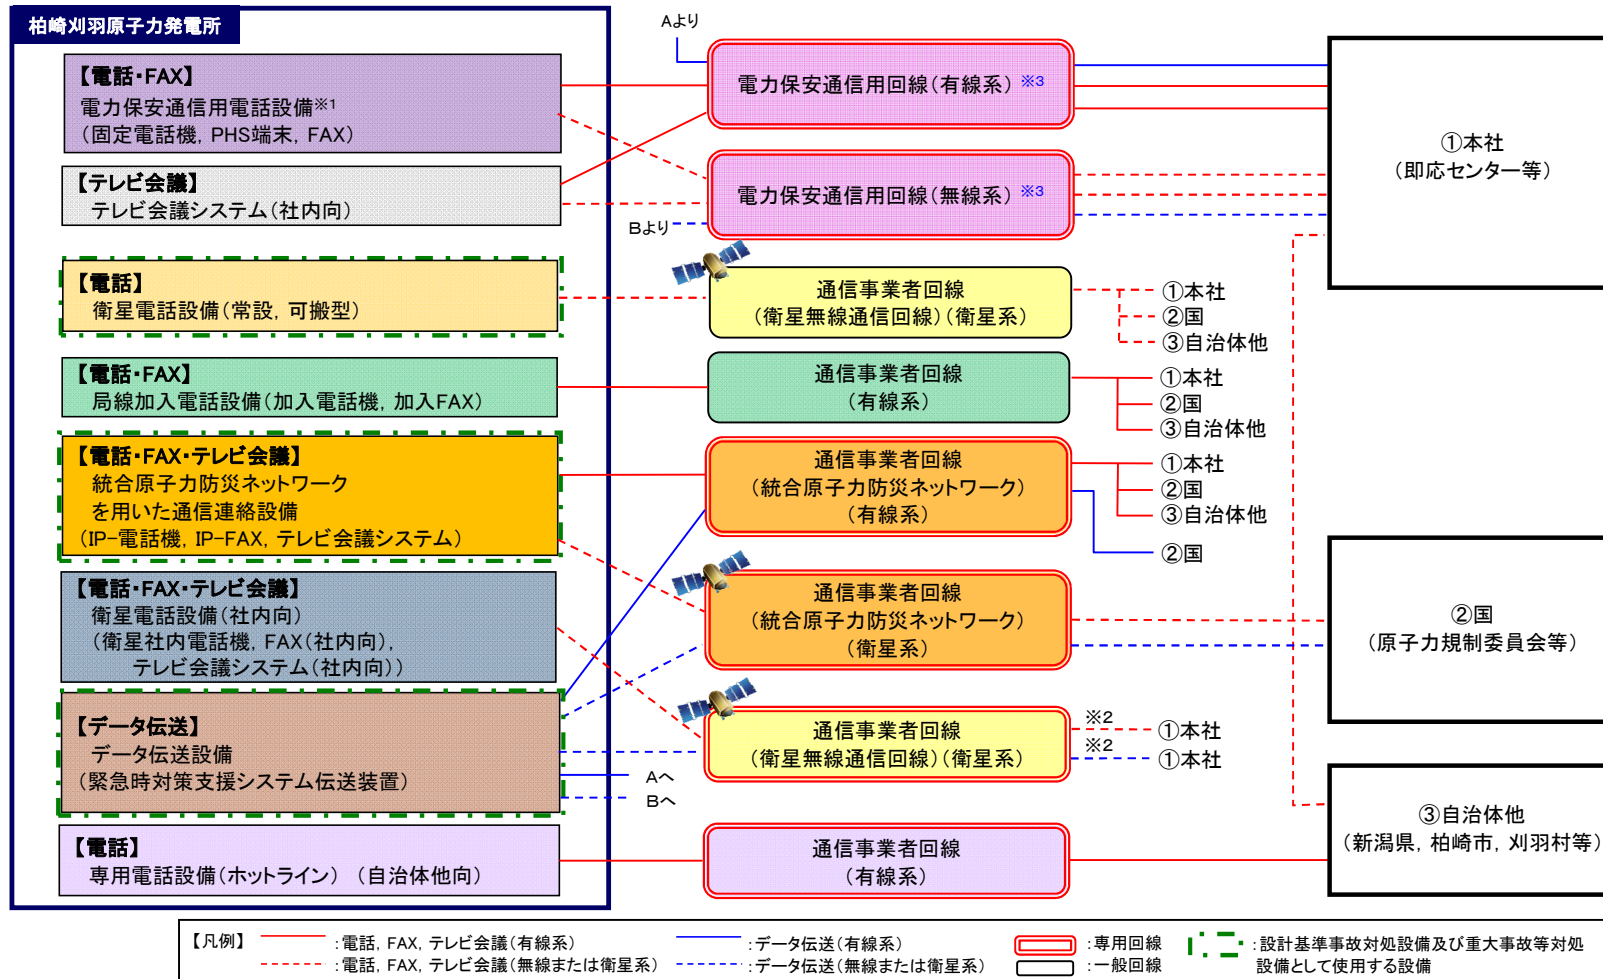 柏崎刈羽原子力発電所
【電話・FAX】
電力保安通信用電話設備※1
（固定電話機, PHS端末, FAX）
【テレビ会議】
テレビ会議システム（社内向）
【電話】
衛星電話設備（常設, 可搬型）
【電話・FAX】
局線加入電話設備（加入電話機, 加入FAX）
【電話・FAX・テレビ会議】
統合原子力防災ネットワーク
を用いた通信連絡設備
（IP-電話機, IP-FAX, テレビ会議システム）
【電話・FAX・テレビ会議】
衛星電話設備（社内向）
（衛星社内電話機, FAX（社内向）,
テレビ会議システム（社内向））
【データ伝送】
データ伝送設備
（緊急時対策支援システム伝送装置）
【電話】
専用電話設備（ホットライン）（自治体他向）
Aより
Bより
Aへ
Bへ
電力保安通信用回線（有線系）※3
電力保安通信用回線（無線系）※3
通信事業者回線
（衛星無線通信回線）（衛星系）
通信事業者回線
（有線系）
通信事業者回線
（統合原子力防災ネットワーク）
（有線系）
通信事業者回線
（統合原子力防災ネットワーク）
（衛星系）
通信事業者回線
（衛星無線通信回線）（衛星系）
通信事業者回線
（有線系）
①本社
②国
③自治体他
①本社
②国
③自治体他
①本社
②国
③自治体他
②国
※2
①本社
※2
①本社
①本社
（即応センター等）
②国
（原子力規制委員会等）
③自治体他
（新潟県, 柏崎市, 刈羽村等）
【凡例】
：電話, FAX, テレビ会議（有線系）
：電話, FAX, テレビ会議（無線または衛星系）
：データ伝送（有線系）
：データ伝送（無線または衛星系）
：専用回線
：一般回線
：設計基準事故対処設備及び重大事故等対処
設備として使用する設備